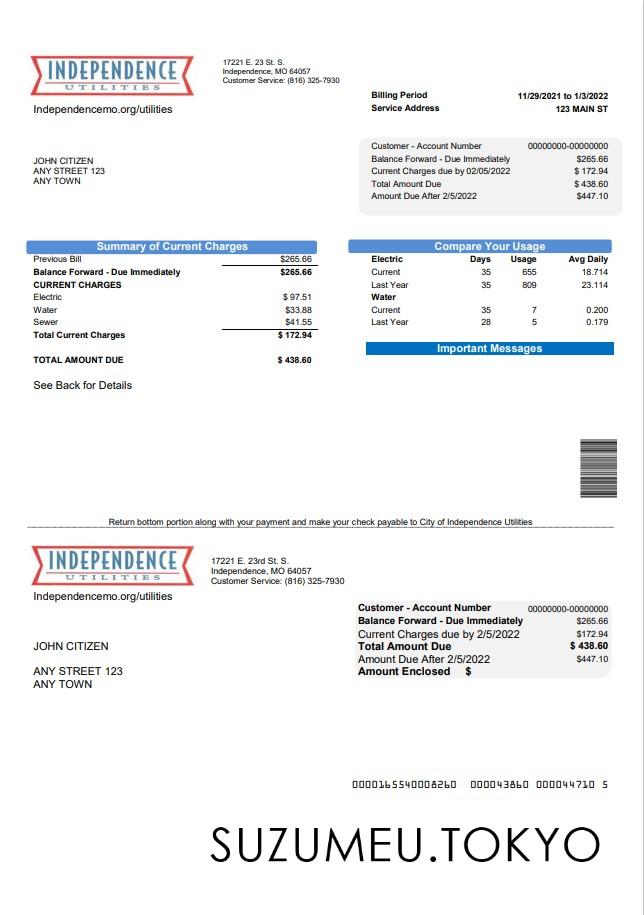 INDEPENDENCE
UTILITIES
Independencemo.org/utilities
17221 E. 23 St. S.
Independence, MO 64057
Customer Service: (816) 325-7930
Billing Period 11/29/2021 to 1/3/2022
Service Address 123 MAIN ST
JOHN CITIZEN
ANY STREET 123
ANY TOWN
Customer - Account Number 00000000-00000000
Balance Forward - Due Immediately $265.66
Current Charges due by 02/05/2022 $ 172.94
Total Amount Due $ 438.60
Amount Due After 2/5/2022 $447.10
Summary of Current Charges
Previous Bill $265.66
Balance Forward - Due Immediately $265.66
CURRENT CHARGES
Electric $ 97.51
Water $33.88
Sewer $41.55
Total Current Charges $ 172.94
TOTAL AMOUNT DUE $ 438.60
See Back for Details
Compare Your Usage
Electric Days Usage Avg Daily
Current 35 655 18.714
Last Year 35 809 23.114
Water
Current 35 7 0.200
Last Year 28 5 0.179
Important Messages
Return bottom portion along with your payment and make your check payable to City of Independence Utilities
INDEPENDENCE
UTILITIES
Independencemo.org/utilities
17221 E. 23rd St. S.
Independence, MO 64057
Customer Service: (816) 325-7930
JOHN CITIZEN
ANY STREET 123
ANY TOWN
Customer - Account Number 00000000-00000000
Balance Forward - Due Immediately $265.66
Current Charges due by 2/5/2022 $172.94
Total Amount Due $ 438.60
Amount Due After 2/5/2022 $447.10
Amount Enclosed $
0000165540008260 000043860 000044710 5
SUZUMEU.TOKYO